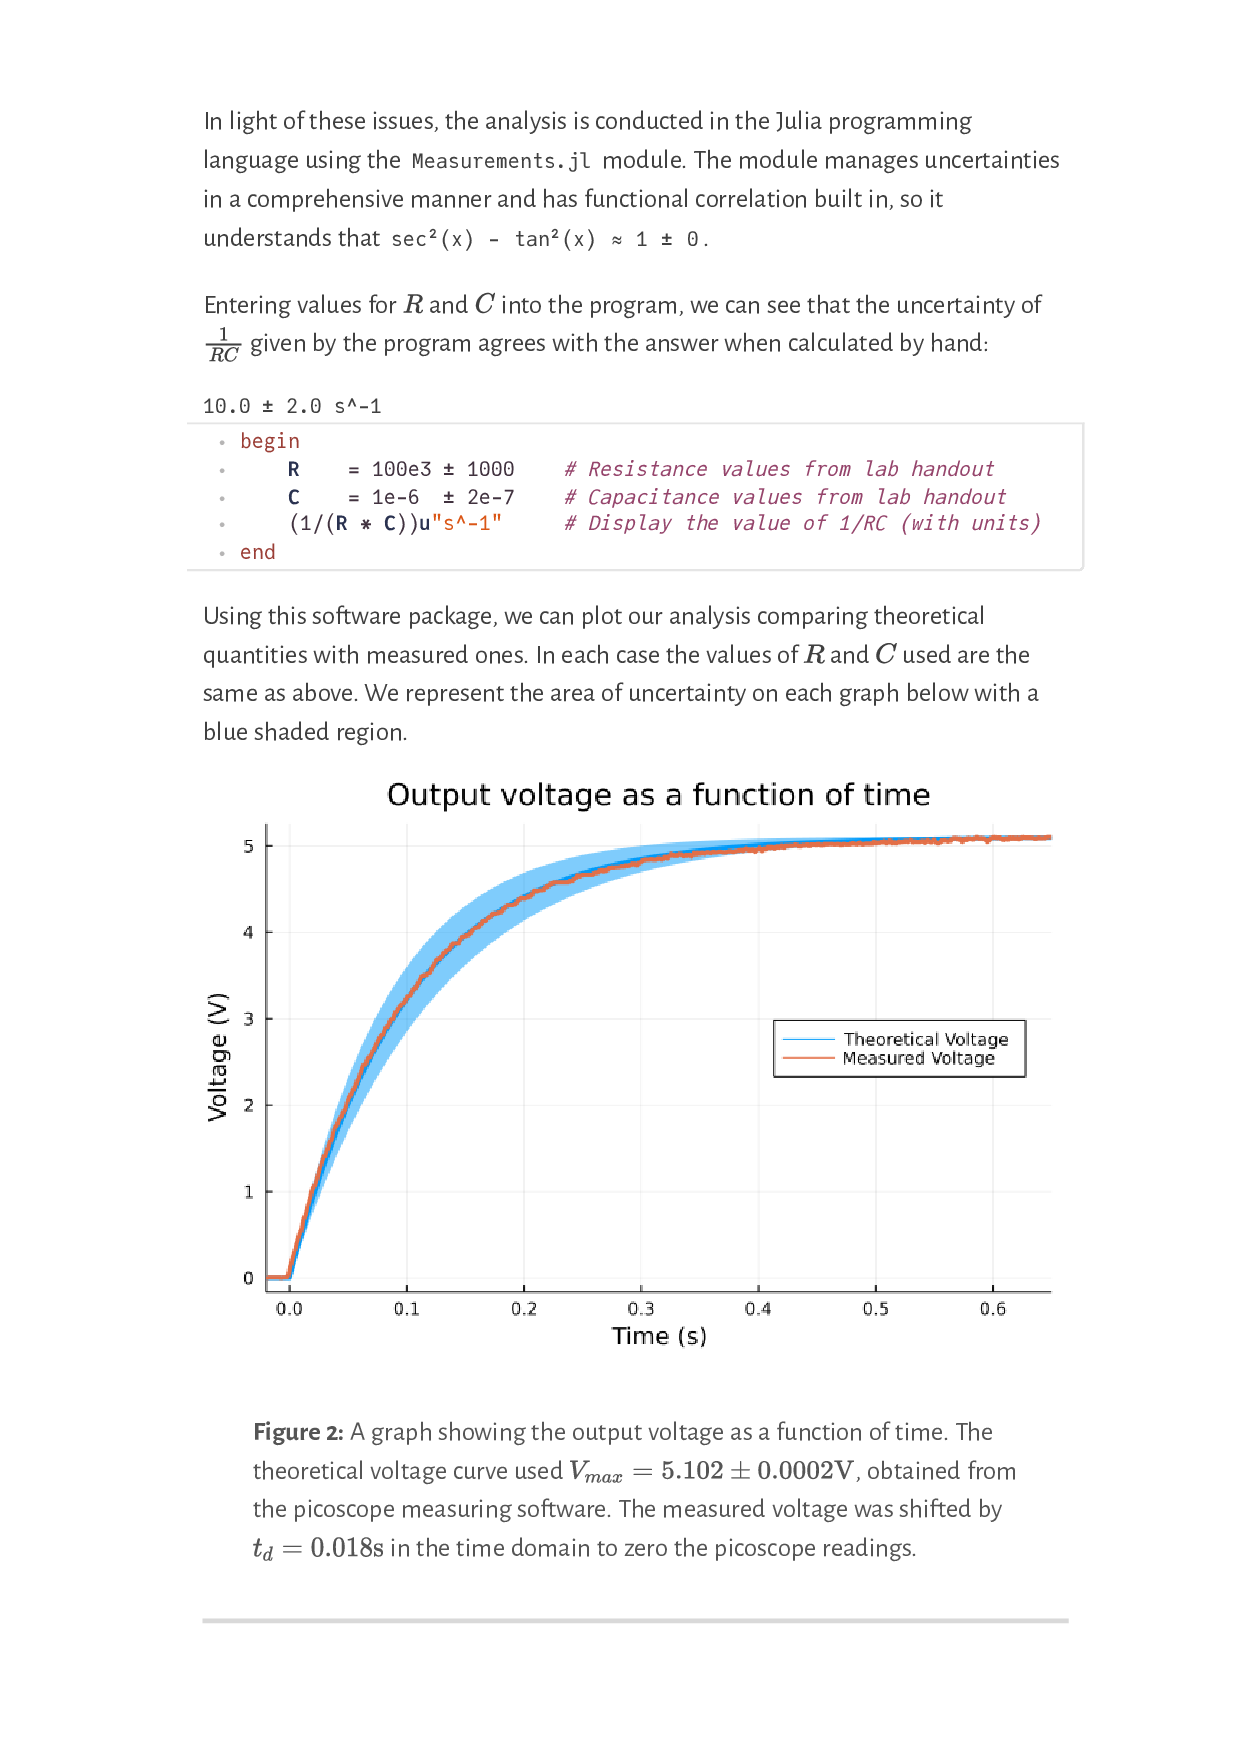 In light of these issues, the analysis is conducted in the Julia programming
language using the Measurements.jl module. The module manages uncertainties
in a comprehensive manner and has functional correlation built in, so it
understands that sec²(x) - tan²(x) ≈ 1 ± 0.
Entering values for R and C into the program, we can see that the uncertainty of
1/RC given by the program agrees with the answer when calculated by hand:
10.0 ± 2.0 s^-1
begin
R = 100e3 ± 1000 # Resistance values from lab handout
C = 1e-6 ± 2e-7 # Capacitance values from lab handout
(1/(R * C))u"s^-1" # Display the value of 1/RC (with units)
end
Using this software package, we can plot our analysis comparing theoretical
quantities with measured ones. In each case the values of R and C used are the
same as above. We represent the area of uncertainty on each graph below with a
blue shaded region.
Output voltage as a function of time
5
4
3
2
1
0
Voltage (V)
Theoretical Voltage
Measured Voltage
0.0 0.1 0.2 0.3 0.4 0.5 0.6
Time (s)
Figure 2: A graph showing the output voltage as a function of time. The
theoretical voltage curve used Vmax = 5.102 ± 0.0002V, obtained from
the picoscope measuring software. The measured voltage was shifted by
td = 0.018s in the time domain to zero the picoscope readings.